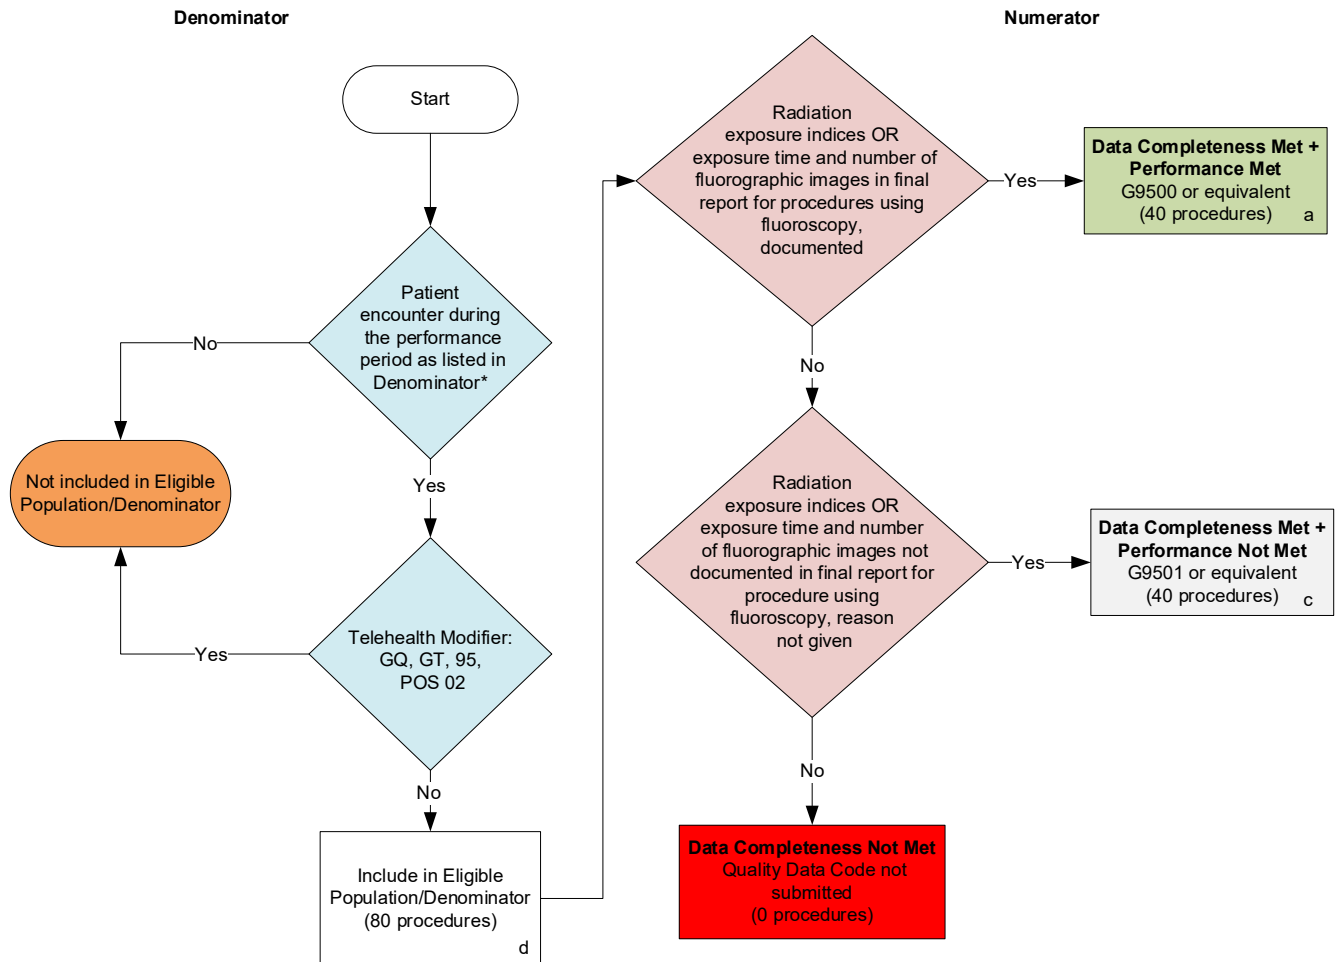 Denominator
Numerator
Start
Patient
encounter during
the performance
period as listed in
Denominator*
No
Not included in Eligible
Population/Denominator
Yes
Telehealth Modifier:
GQ, GT, 95,
POS 02
Yes
No
Include in Eligible
Population/Denominator
(80 procedures)
d
Radiation
exposure indices OR
exposure time and number of
fluorographic images in final
report for procedures using
fluoroscopy,
documented
Yes
Data Completeness Met +
Performance Met
G9500 or equivalent
(40 procedures)
a
No
Radiation
exposure indices OR
exposure time and number
of fluorographic images not
documented in final report for
procedure using
fluoroscopy, reason
not given
Yes
Data Completeness Met +
Performance Not Met
G9501 or equivalent
(40 procedures)
c
No
Data Completeness Not Met
Quality Data Code not
submitted
(0 procedures)